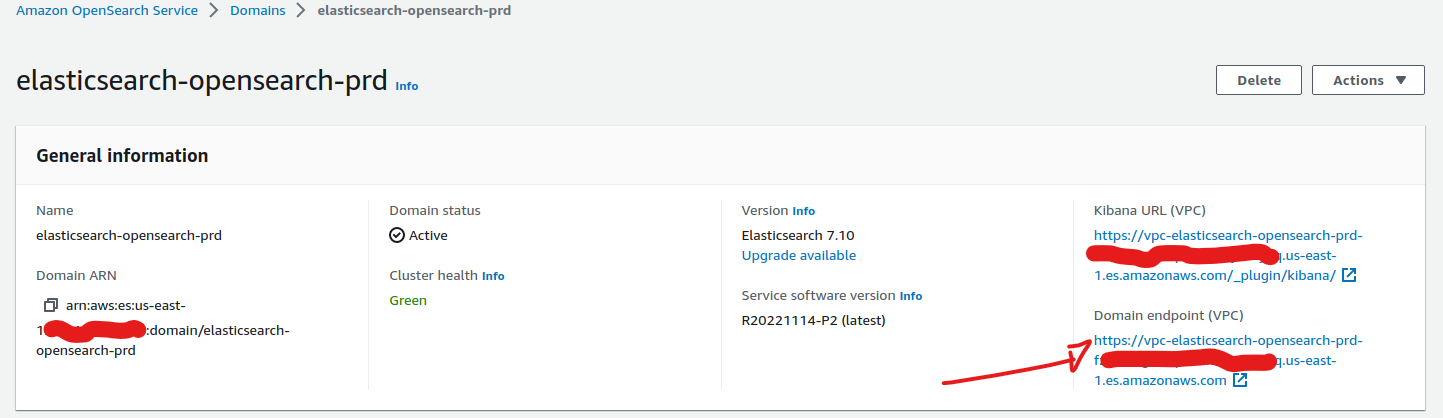 Amazon OpenSearch Service > Domains > elasticsearch-opensearch-prd
elasticsearch-opensearch-prd Info
Delete
Actions
General information
Name
elasticsearch-opensearch-prd
Domain ARN
arn:aws:es:us-east-
:domain/elasticsearch-
opensearch-prd
Domain status
Active
Cluster health Info
Green
Version Info
Elasticsearch 7.10
Upgrade available
Service software version Info
R20221114-P2 (latest)
Kibana URL (VPC)
https://vpc-elasticsearch-opensearch-prd-
q.us-east-
1.es.amazonaws.com/_plugin/kibana/
Domain endpoint (VPC)
https://vpc-elasticsearch-opensearch-prd-
q.us-east-
1.es.amazonaws.com